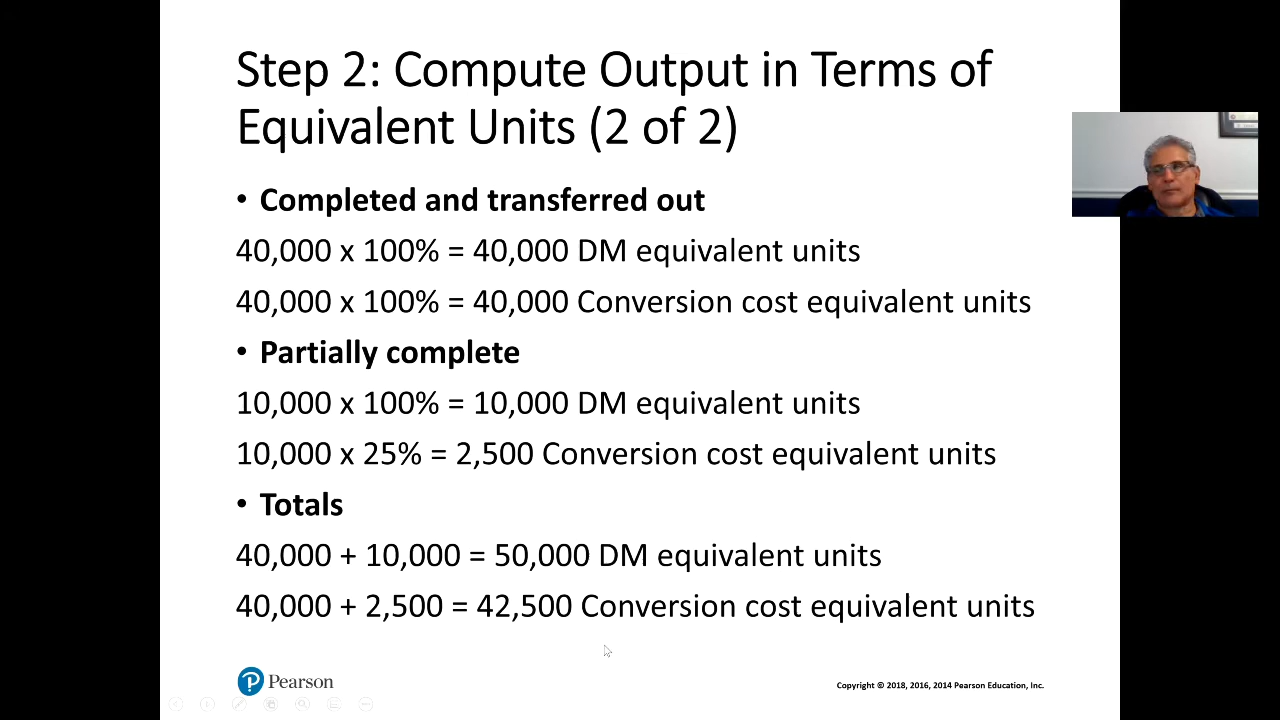 Step 2: Compute Output in Terms of
Equivalent Units (2 of 2)
• Completed and transferred out
40,000 x 100% = 40,000 DM equivalent units
40,000 x 100% = 40,000 Conversion cost equivalent units
• Partially complete
10,000 x 100% = 10,000 DM equivalent units
10,000 x 25% = 2,500 Conversion cost equivalent units
• Totals
40,000 + 10,000 = 50,000 DM equivalent units
40,000 + 2,500 = 42,500 Conversion cost equivalent units
P Pearson
Copyright © 2018, 2016, 2014 Pearson Education, Inc.